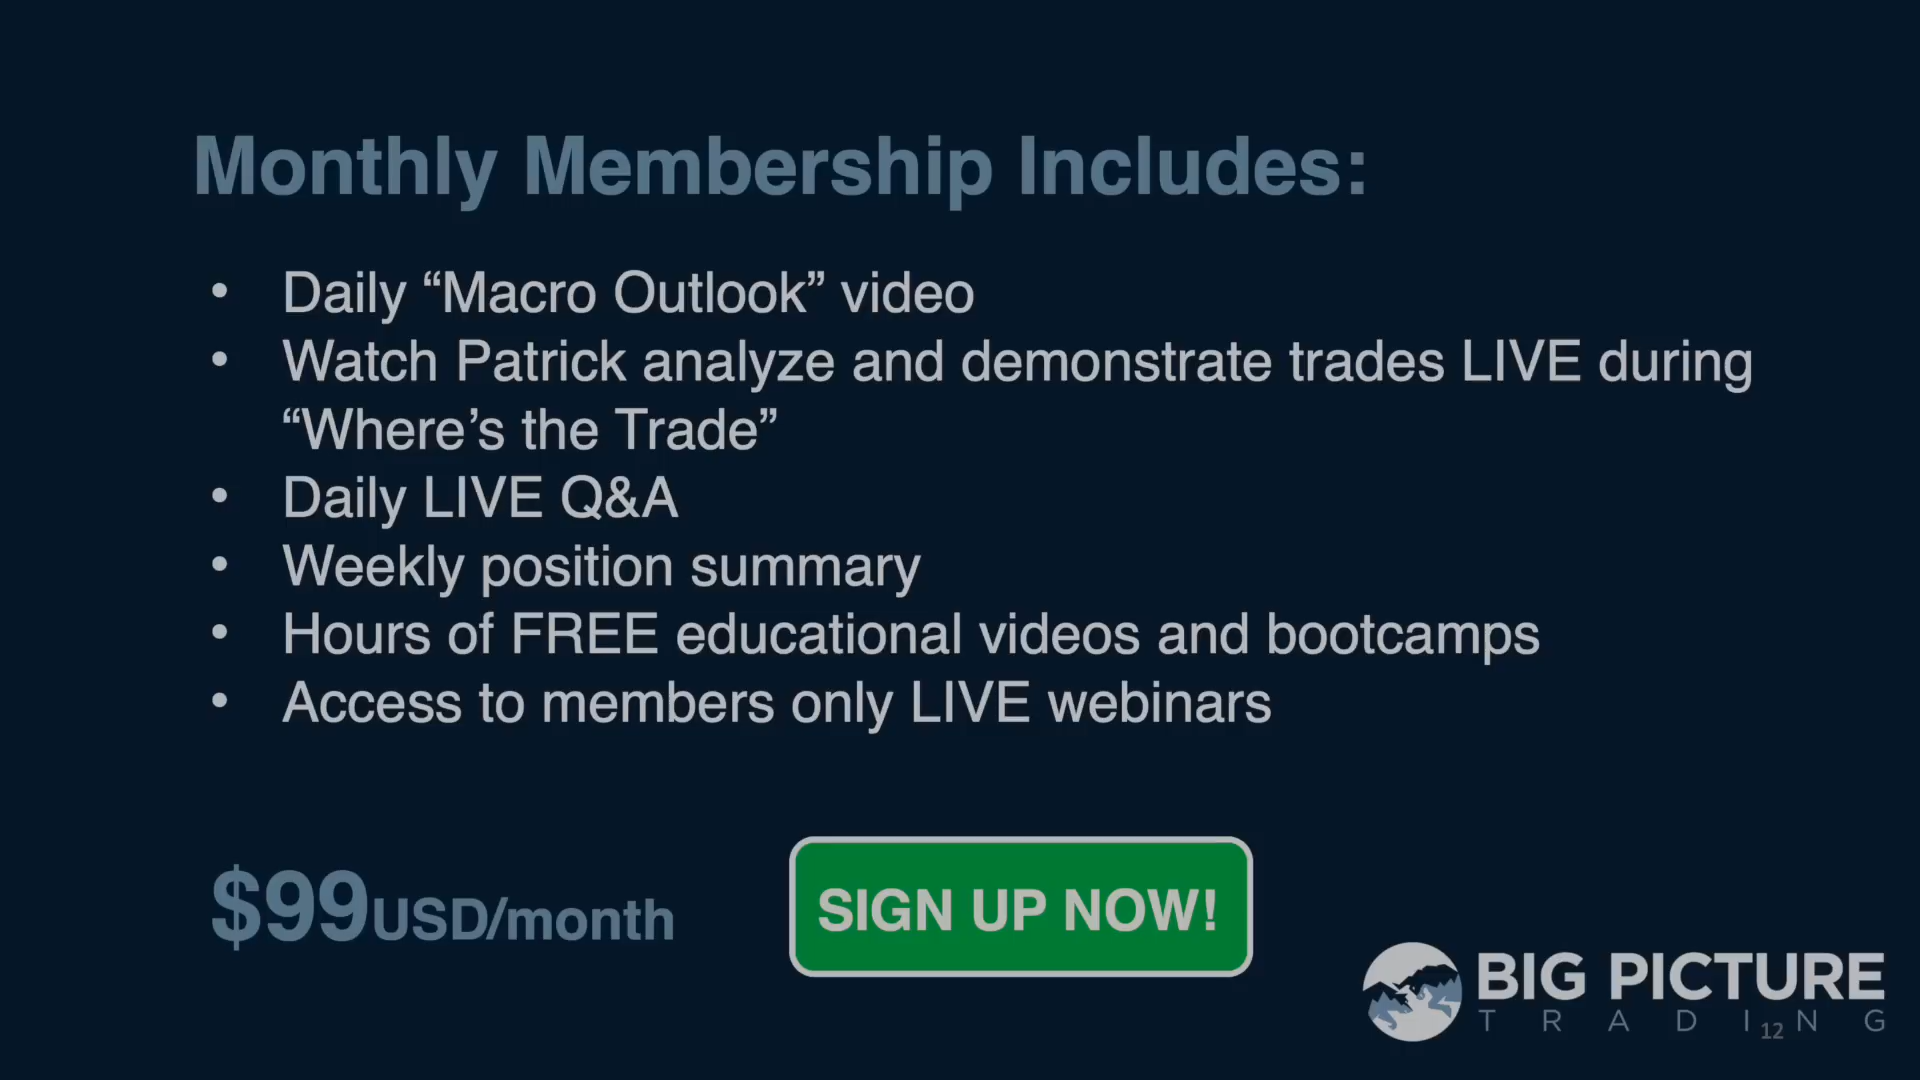 Monthly Membership Includes:
• Daily “Macro Outlook” video
• Watch Patrick analyze and demonstrate trades LIVE during
“Where’s the Trade”
• Daily LIVE Q&A
• Weekly position summary
• Hours of FREE educational videos and bootcamps
• Access to members only LIVE webinars
$99USD/month
SIGN UP NOW!
BIG PICTURE
TRADING
12